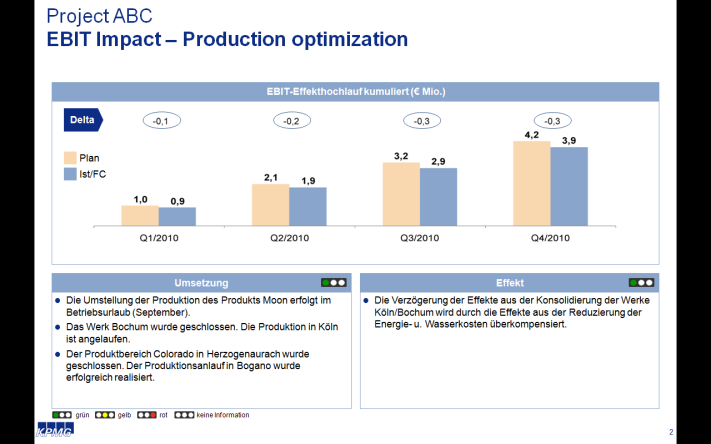 Project ABC
EBIT Impact – Production optimization
EBIT-Effekthochlauf kumuliert (€ Mio.)
Delta
-0,1
-0,2
-0,3
-0,3
Plan
Ist/FC
1,0
0,9
2,1
1,9
3,2
2,9
4,2
3,9
Q1/2010
Q2/2010
Q3/2010
Q4/2010
Umsetzung
Die Umstellung der Produktion des Produkts Moon erfolgt im
Betriebsurlaub (September).
Das Werk Bochum wurde geschlossen. Die Produktion in Köln
ist angelaufen.
Der Produktbereich Colorado in Herzogenaurach wurde
geschlossen. Der Produktionsanlauf in Bogano wurde
erfolgreich realisiert.
Effekt
Die Verzögerung der Effekte aus der Konsolidierung der Werke
Köln/Bochum wird durch die Effekte aus der Reduzierung der
Energie- u. Wasserkosten überkompensiert.
grün gelb rot keine Information
KPMG
2